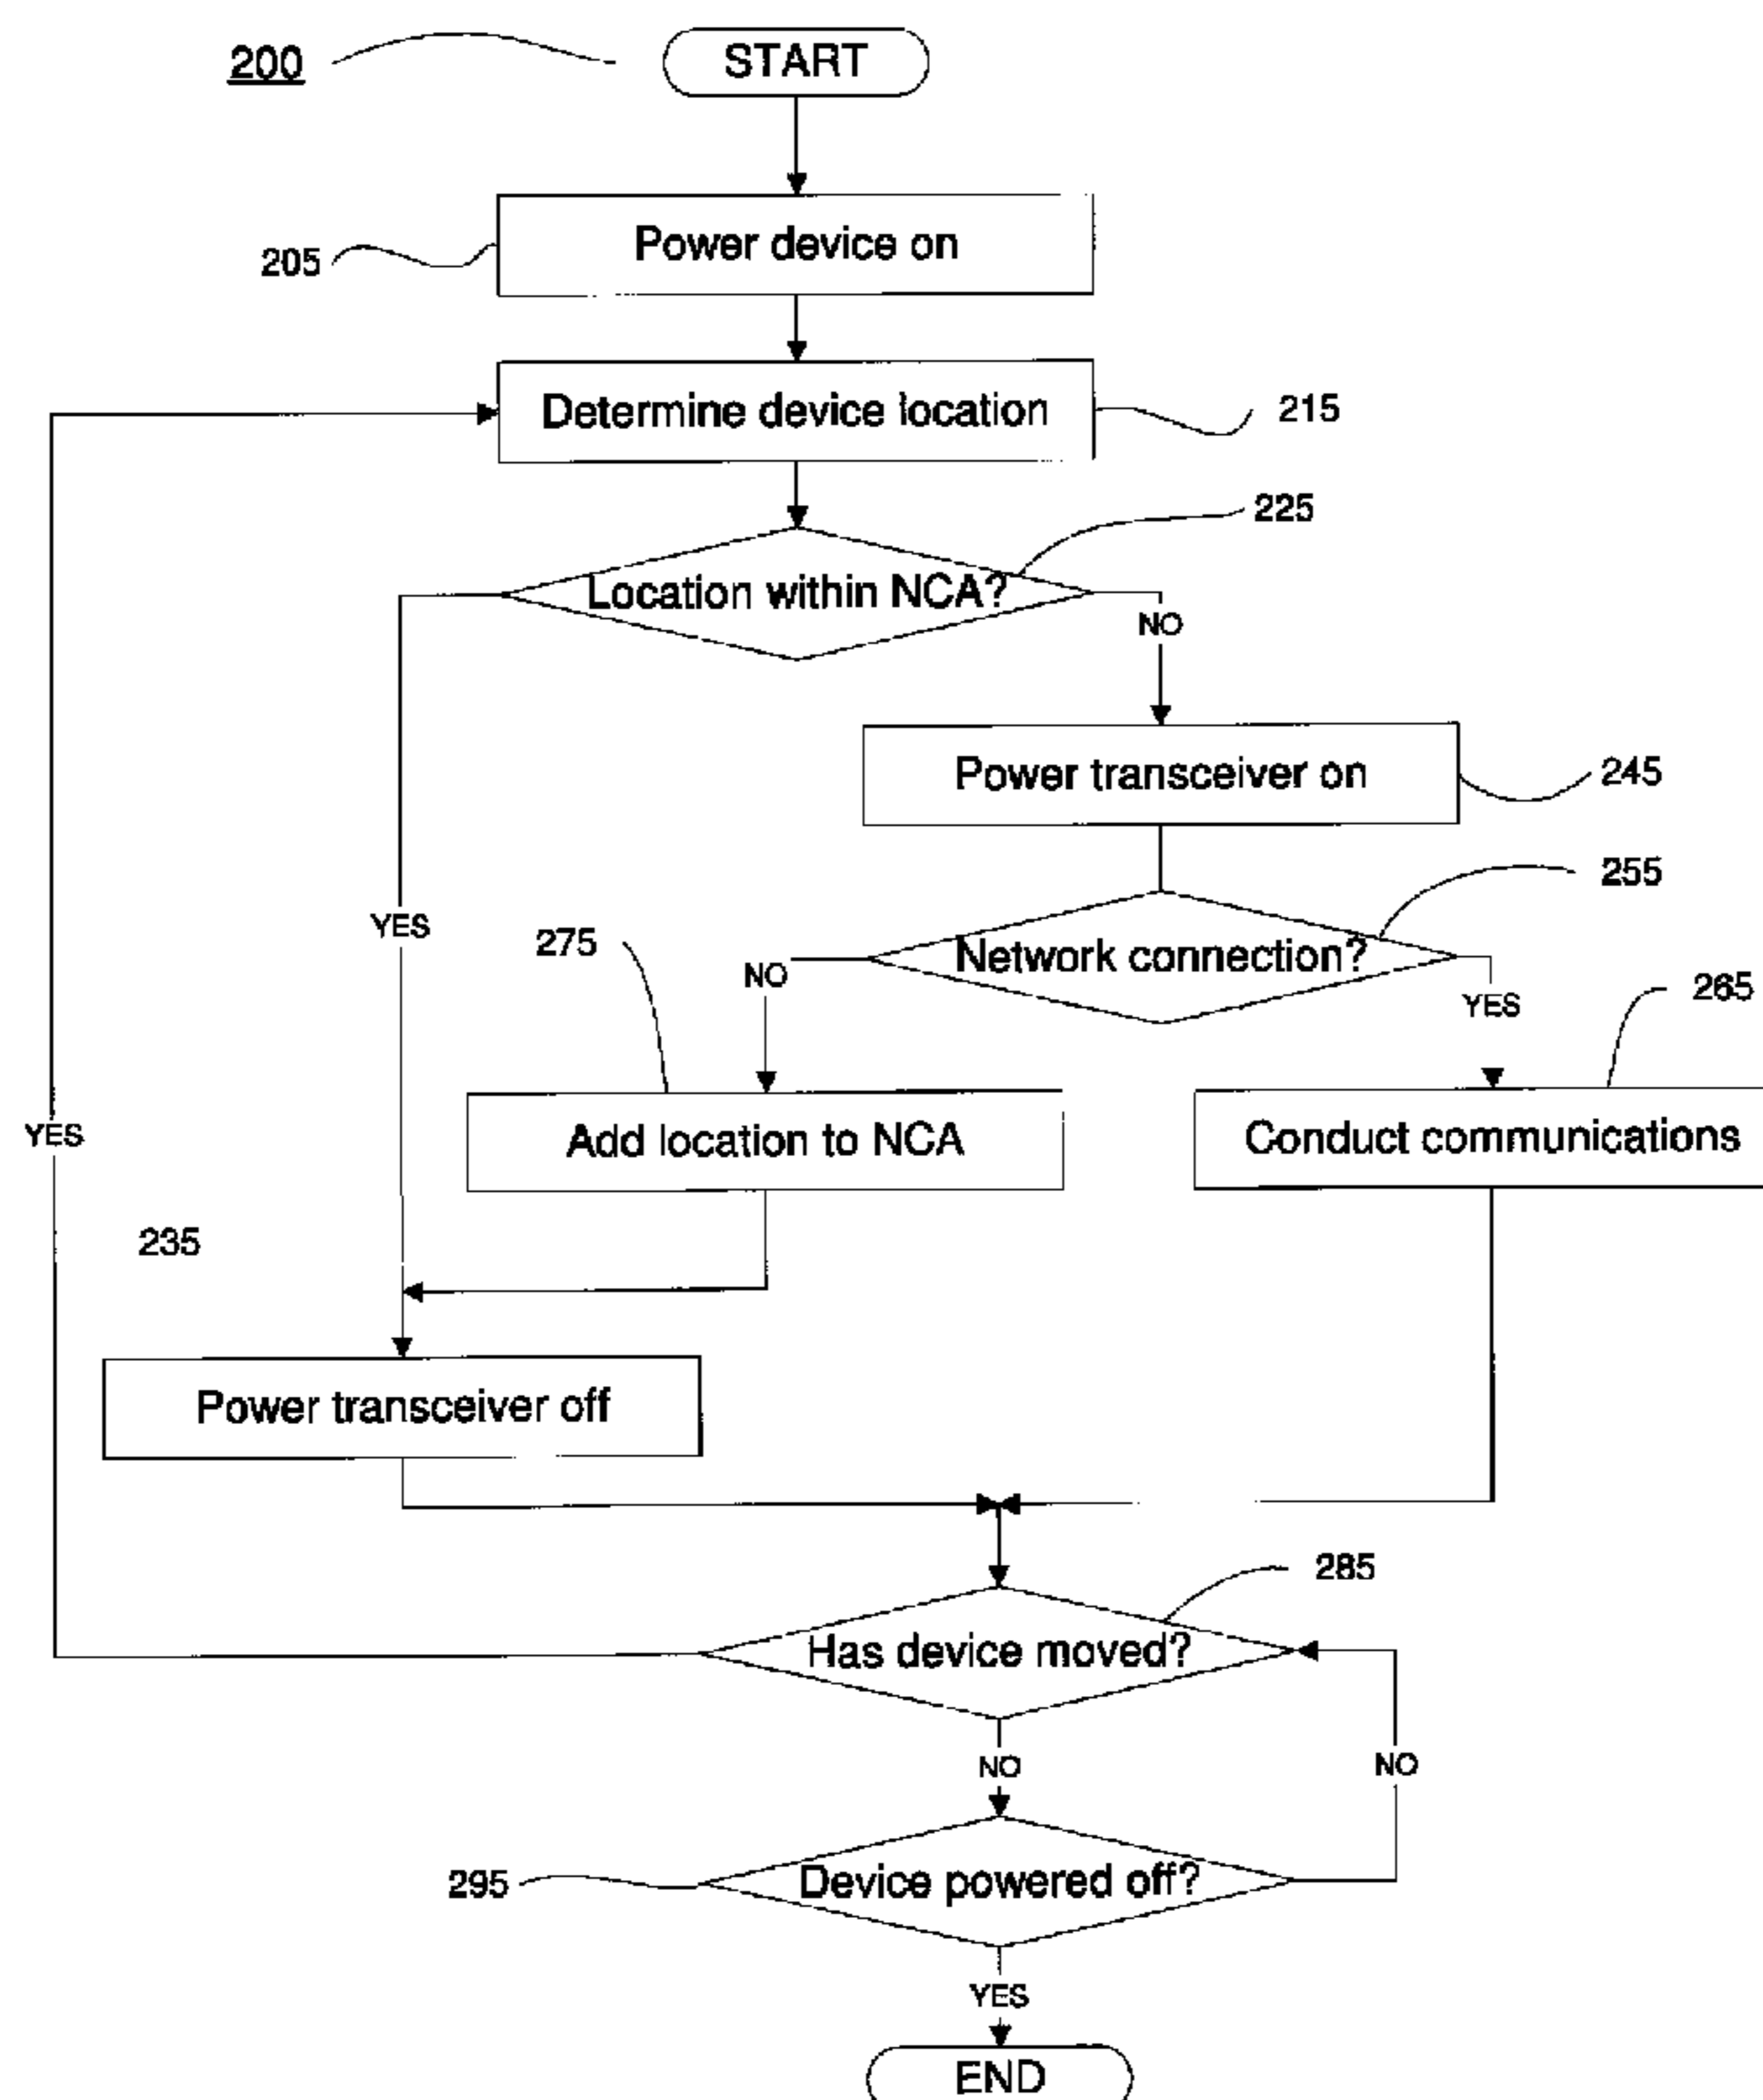 200
START
Power device on
205
Determine device location
215
225
Location within NCA?
NO
Power transceiver on
245
255
YES
275
Network connection?
NO
YES
265
Add location to NCA
Conduct communications
YES
235
Power transceiver off
285
Has device moved?
NO
NO
295
Device powered off?
YES
END